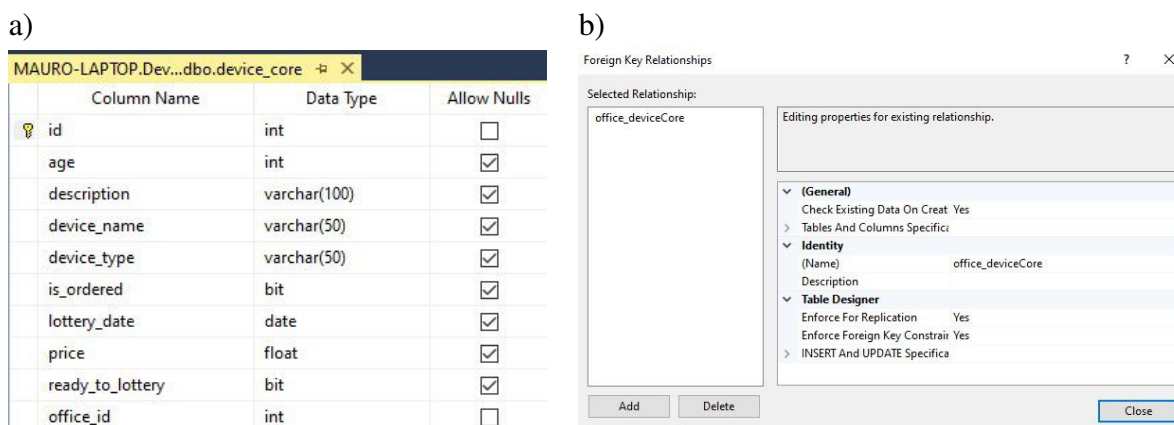 a)
MAURO-LAPTOP.Dev...dbo.device_core
Column Name Data Type Allow Nulls
id int
age int
description varchar(100)
device_name varchar(50)
device_type varchar(50)
is_ordered bit
lottery_date date
price float
ready_to_lottery bit
office_id int
b)
Foreign Key Relationships ?
Selected Relationship:
office_deviceCore
Editing properties for existing relationship.
(General)
Check Existing Data On Creat Yes
Tables And Columns Specifica
Identity
(Name) office_deviceCore
Description
Table Designer
Enforce For Replication Yes
Enforce Foreign Key Constrain Yes
INSERT And UPDATE Specifica
Add Delete
Close